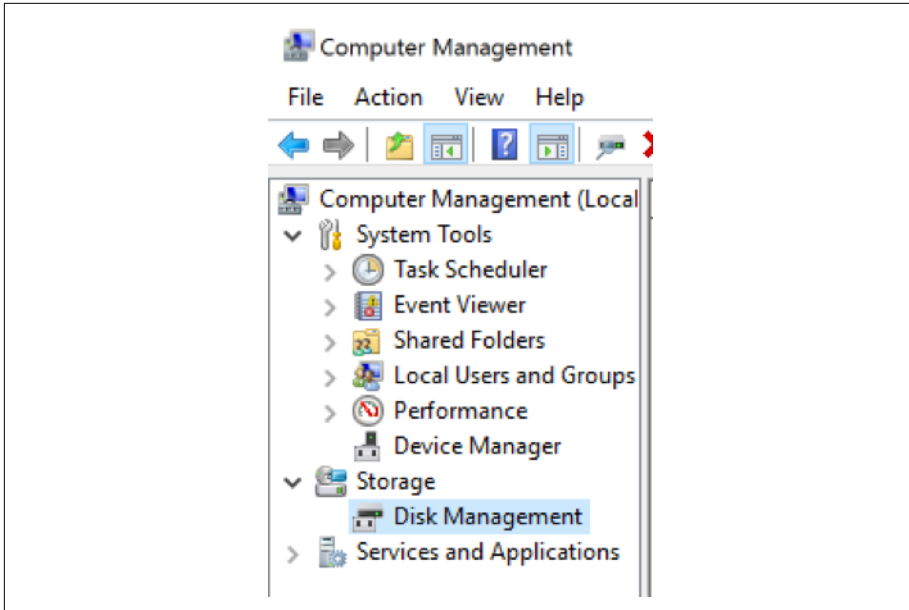 Computer Management
File Action View Help
Computer Management (Local
System Tools
Task Scheduler
Event Viewer
Shared Folders
Local Users and Groups
Performance
Device Manager
Storage
Disk Management
Services and Applications